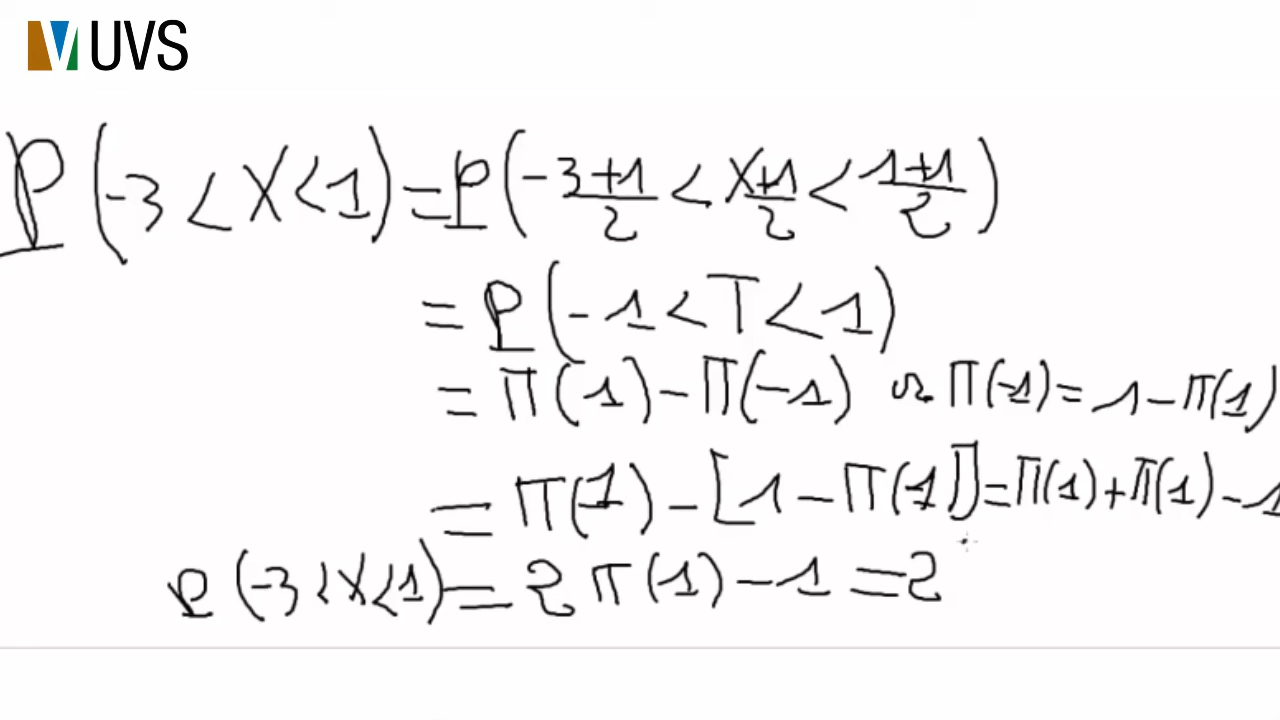 UVS
P(-3 < X < 1) = P(-3+1/2 < X+1/2 < 1+1/2)
= P(-1 < T < 1)
= Π(1) - Π(-1) or Π(-1) = 1 - Π(1)
= Π(1) - [1 - Π(1)] = Π(1) + Π(1) - 1
P(-3 < X < 1) = 2 Π(1) - 1 = 2